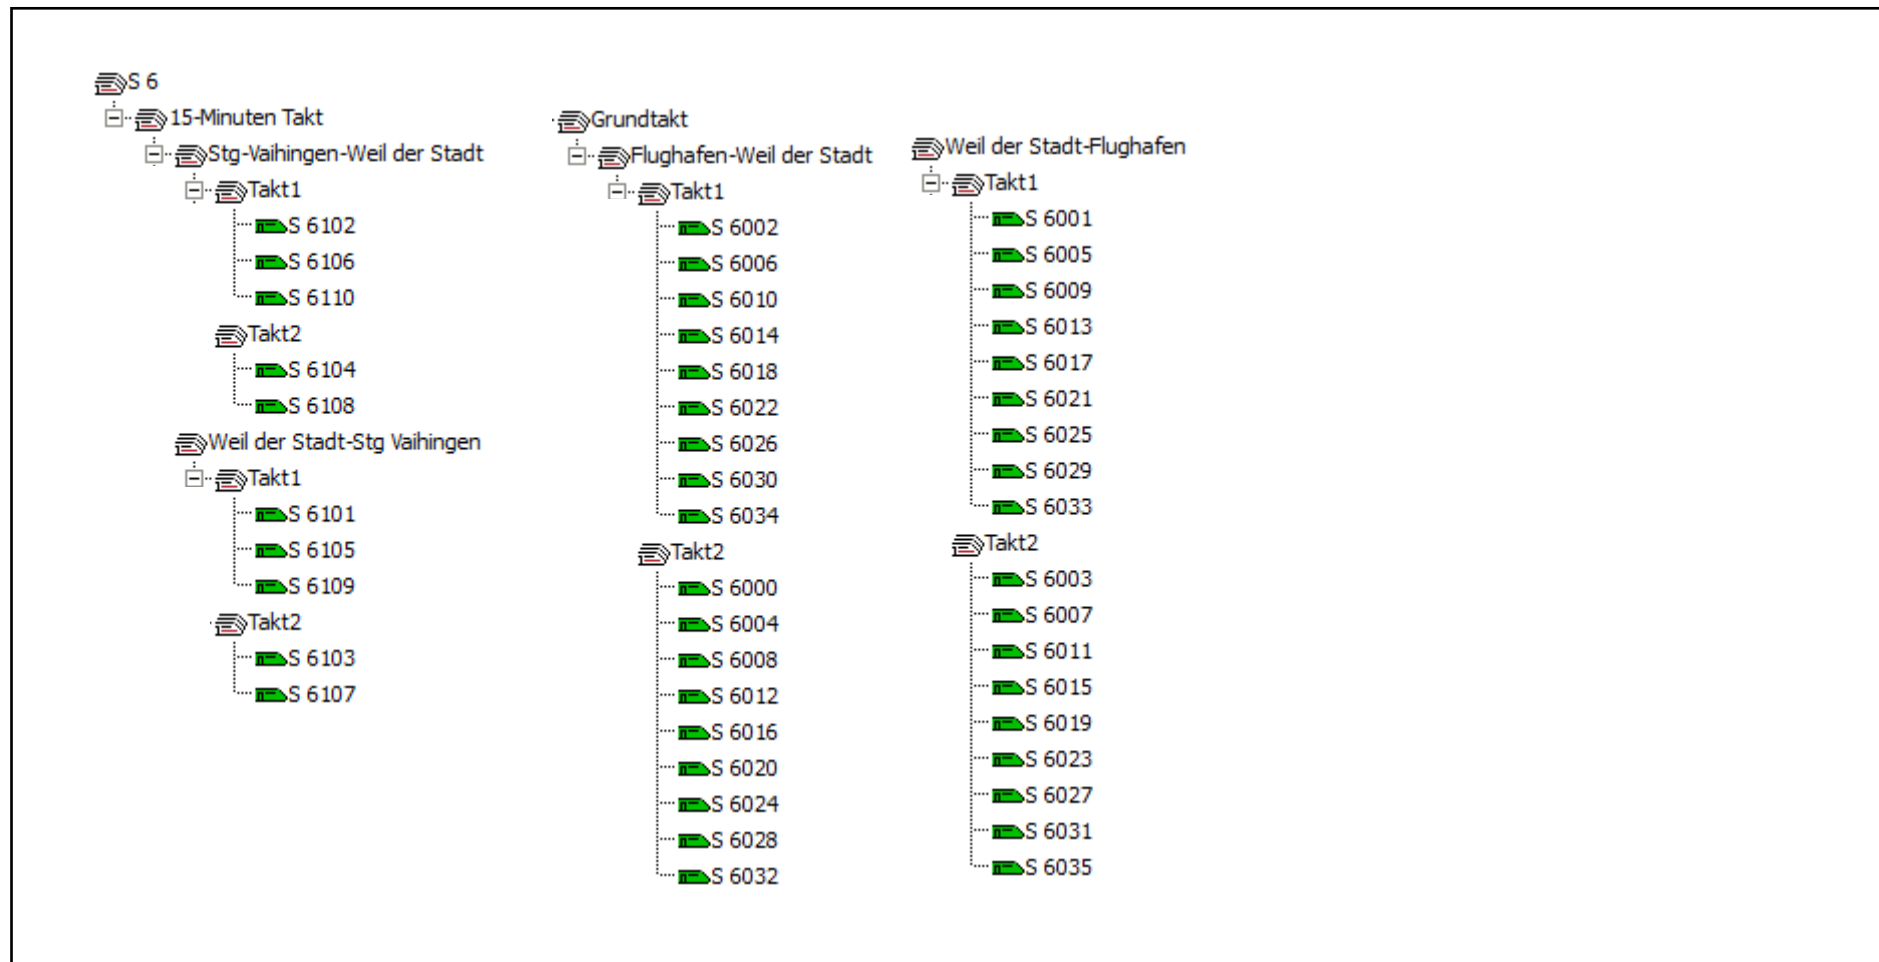 S 6
15-Minuten Takt
Stg-Vaihingen-Weil der Stadt
Takt1
S 6102
S 6106
S 6110
Takt2
S 6104
S 6108
Weil der Stadt-Stg Vaihingen
Takt1
S 6101
S 6105
S 6109
Takt2
S 6103
S 6107
Grundtakt
Flughafen-Weil der Stadt
Takt1
S 6002
S 6006
S 6010
S 6014
S 6018
S 6022
S 6026
S 6030
S 6034
Takt2
S 6000
S 6004
S 6008
S 6012
S 6016
S 6020
S 6024
S 6028
S 6032
Weil der Stadt-Flughafen
Takt1
S 6001
S 6005
S 6009
S 6013
S 6017
S 6021
S 6025
S 6029
S 6033
Takt2
S 6003
S 6007
S 6011
S 6015
S 6019
S 6023
S 6027
S 6031
S 6035